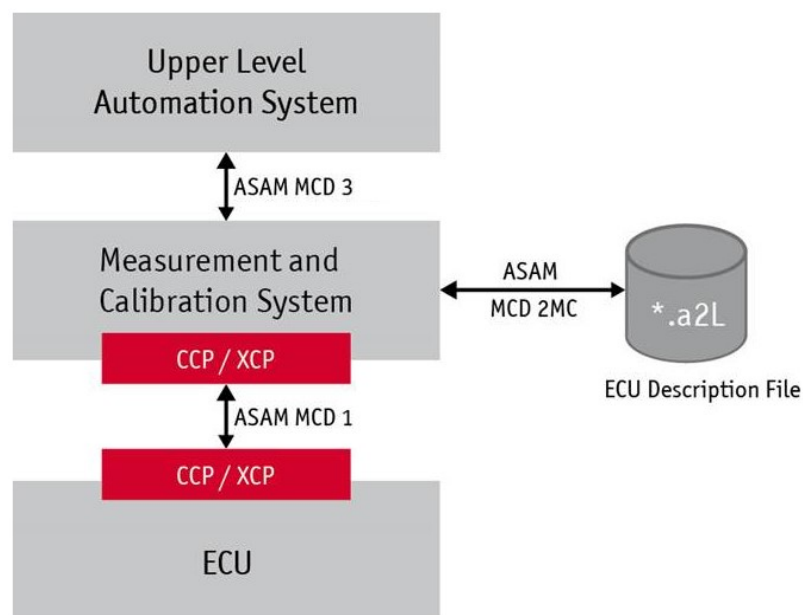 Upper Level
Automation System
ASAM MCD 3
Measurement and
Calibration System
ASAM
MCD 2MC
*.a2L
ECU Description File
CCP / XCP
ASAM MCD 1
CCP / XCP
ECU